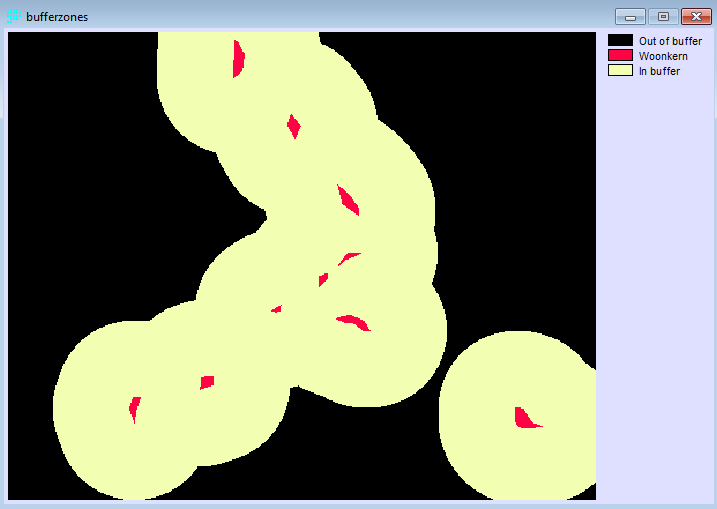 bufferzones
Out of buffer
Woonkern
In buffer